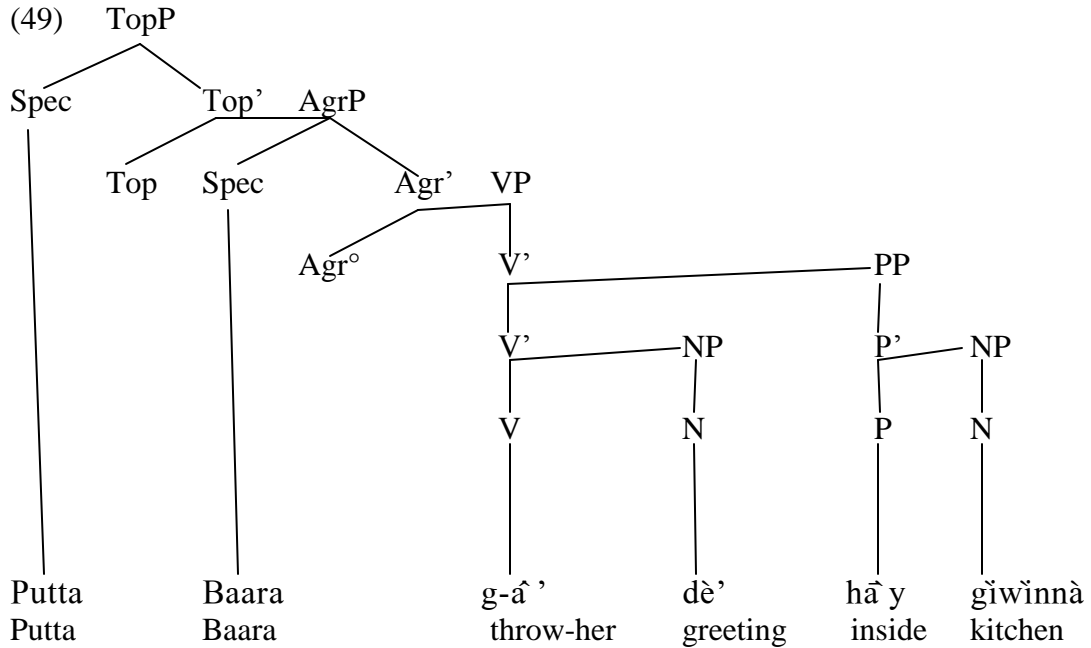 (49) TopP
Spec Top’ AgrP
Top Spec Agr’ VP
Agr° V’ PP
V’ NP P’ NP
V N P N
Putta Baara g-â ’ dè’ hā̀ y gìwìnnà
Putta Baara throw-her greeting inside kitchen